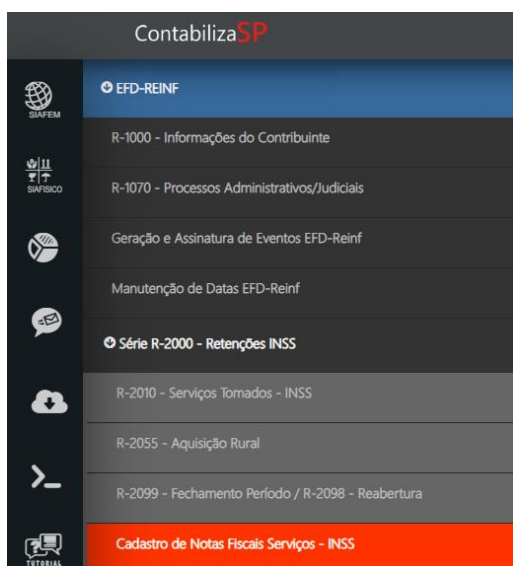 ContabilizaSP
SIAFEM
EFD-REINF
R-1000 - Informações do Contribuinte
SIAFISICO
R-1070 - Processos Administrativos/Judiciais
Geração e Assinatura de Eventos EFD-Reinf
Manutenção de Datas EFD-Reinf
Série R-2000 - Retenções INSS
R-2010 - Serviços Tomados - INSS
R-2055 - Aquisição Rural
R-2099 - Fechamento Período / R-2098 - Reabertura
Cadastro de Notas Fiscais Serviços - INSS
TUTORIAL